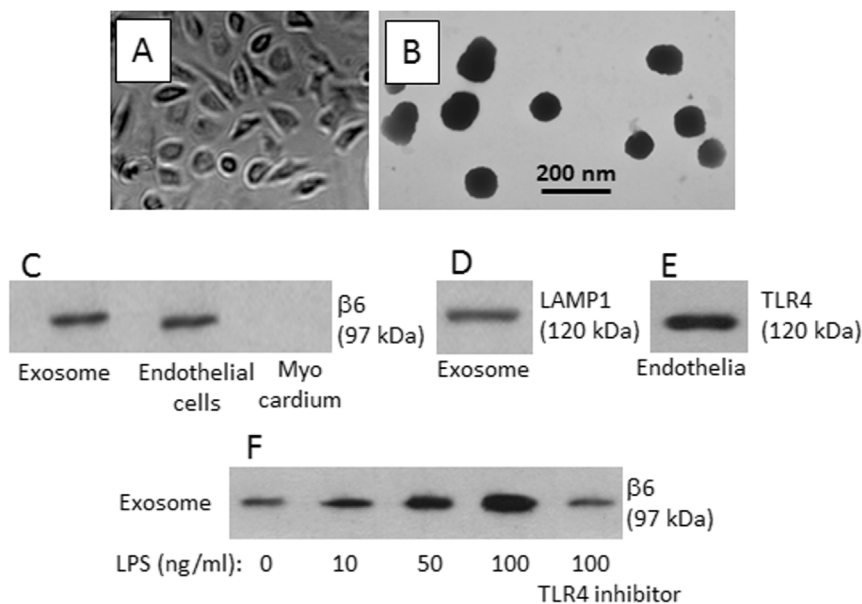 A
B
200 nm
C
β6
(97 kDa)
Exosome
Endothelial
cells
Myo
cardium
D
LAMP1
(120 kDa)
Exosome
E
TLR4
(120 kDa)
Endothelia
F
Exosome
β6
(97 kDa)
LPS (ng/ml): 0 10 50 100 100
TLR4 inhibitor